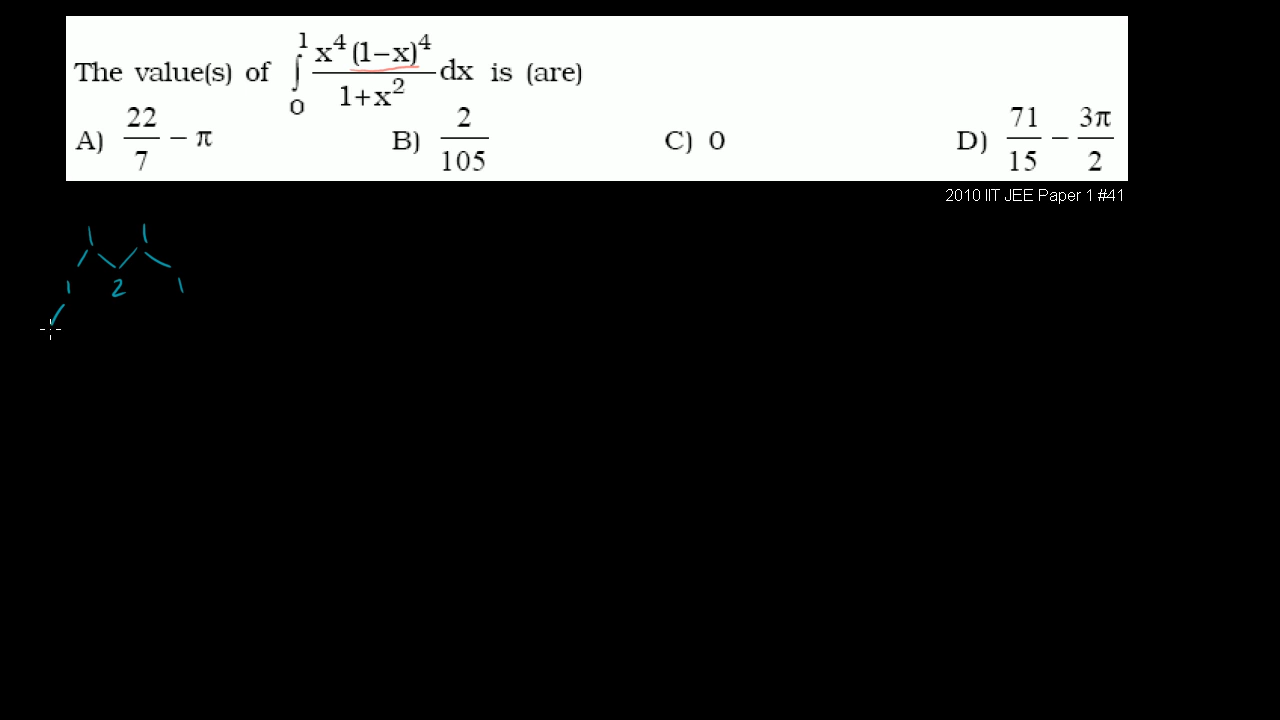 The value(s) of ∫₀¹ x⁴(1−x)⁴/1+x² dx is (are)
A) 22/7 − π B) 2/105 C) 0 D) 71/15 − 3π/2
2010 IIT JEE Paper 1 #41
1 1
1 2 1